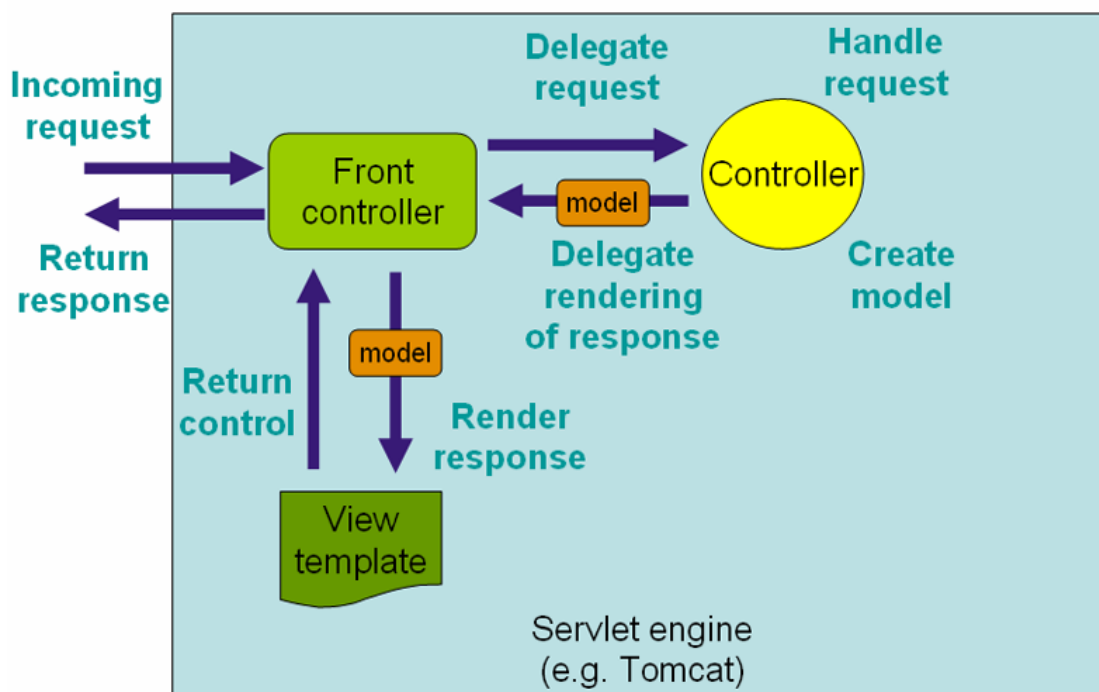 Incoming
request
Delegate
request
Handle
request
Front
controller
Controller
model
Return
response
Delegate
rendering
of response
Create
model
model
Return
control
Render
response
View
template
Servlet engine
(e.g. Tomcat)